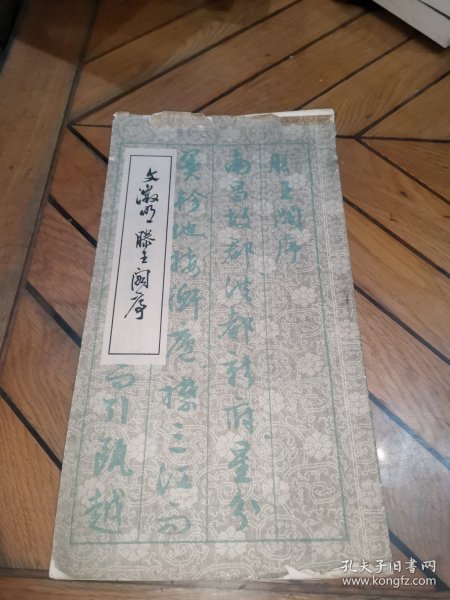 文徵明 滕王阁序
滕王閣序
南昌故郡洪都新府星分
翼軫地接衡廬襟三江而
而引甌越
孔夫子旧书网
www.kongfz.com